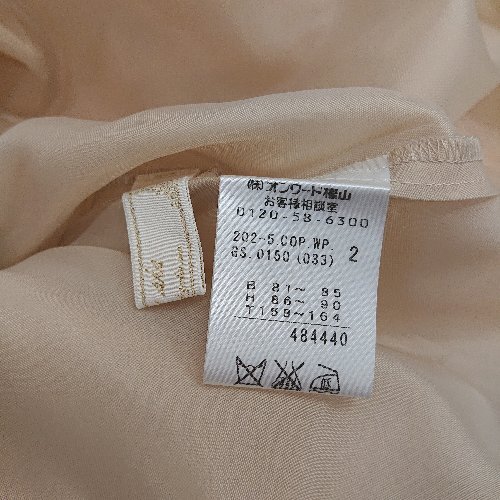 (株)オンワード樫山
お客様相談室
0120-58-6300
202-5.COP.WP. 2
GS.0150 (033)
B 81~ 85
H 86~ 90
T159~164
484440
低